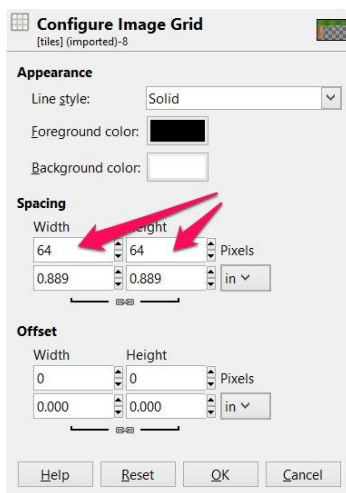 Configure Image Grid
[tiles] (imported)-8
Appearance
Line style: Solid
Foreground color:
Background color:
Spacing
Width Height
64 64 Pixels
0.889 0.889 in
Offset
Width Height
0 0 Pixels
0.000 0.000 in
Help Reset OK Cancel